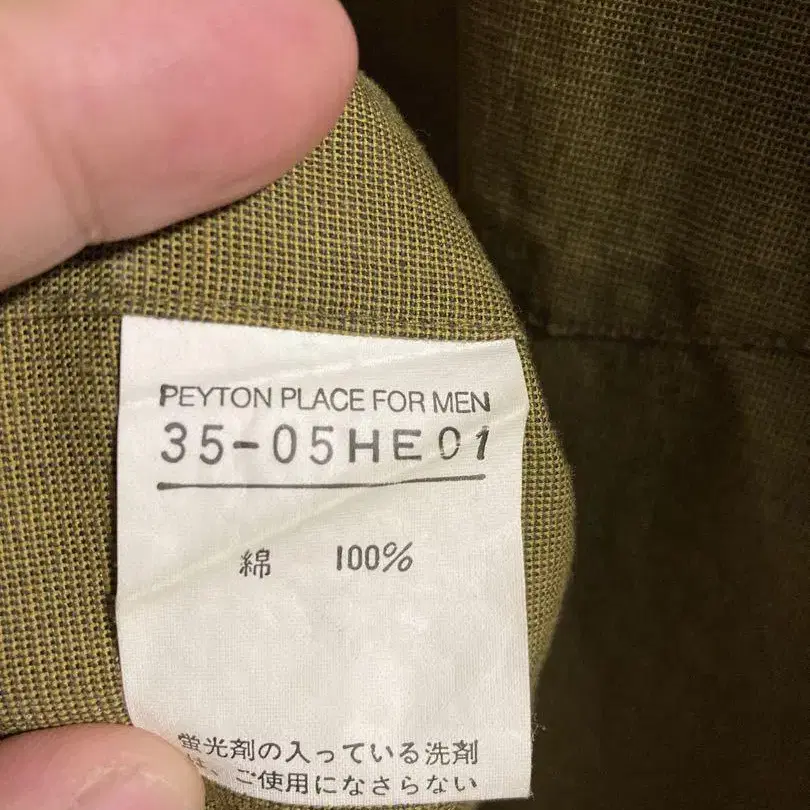 PEYTON PLACE FOR MEN
35-05HE01
綿 100%
蛍光剤の入っている洗剤
は、ご使用になさらない